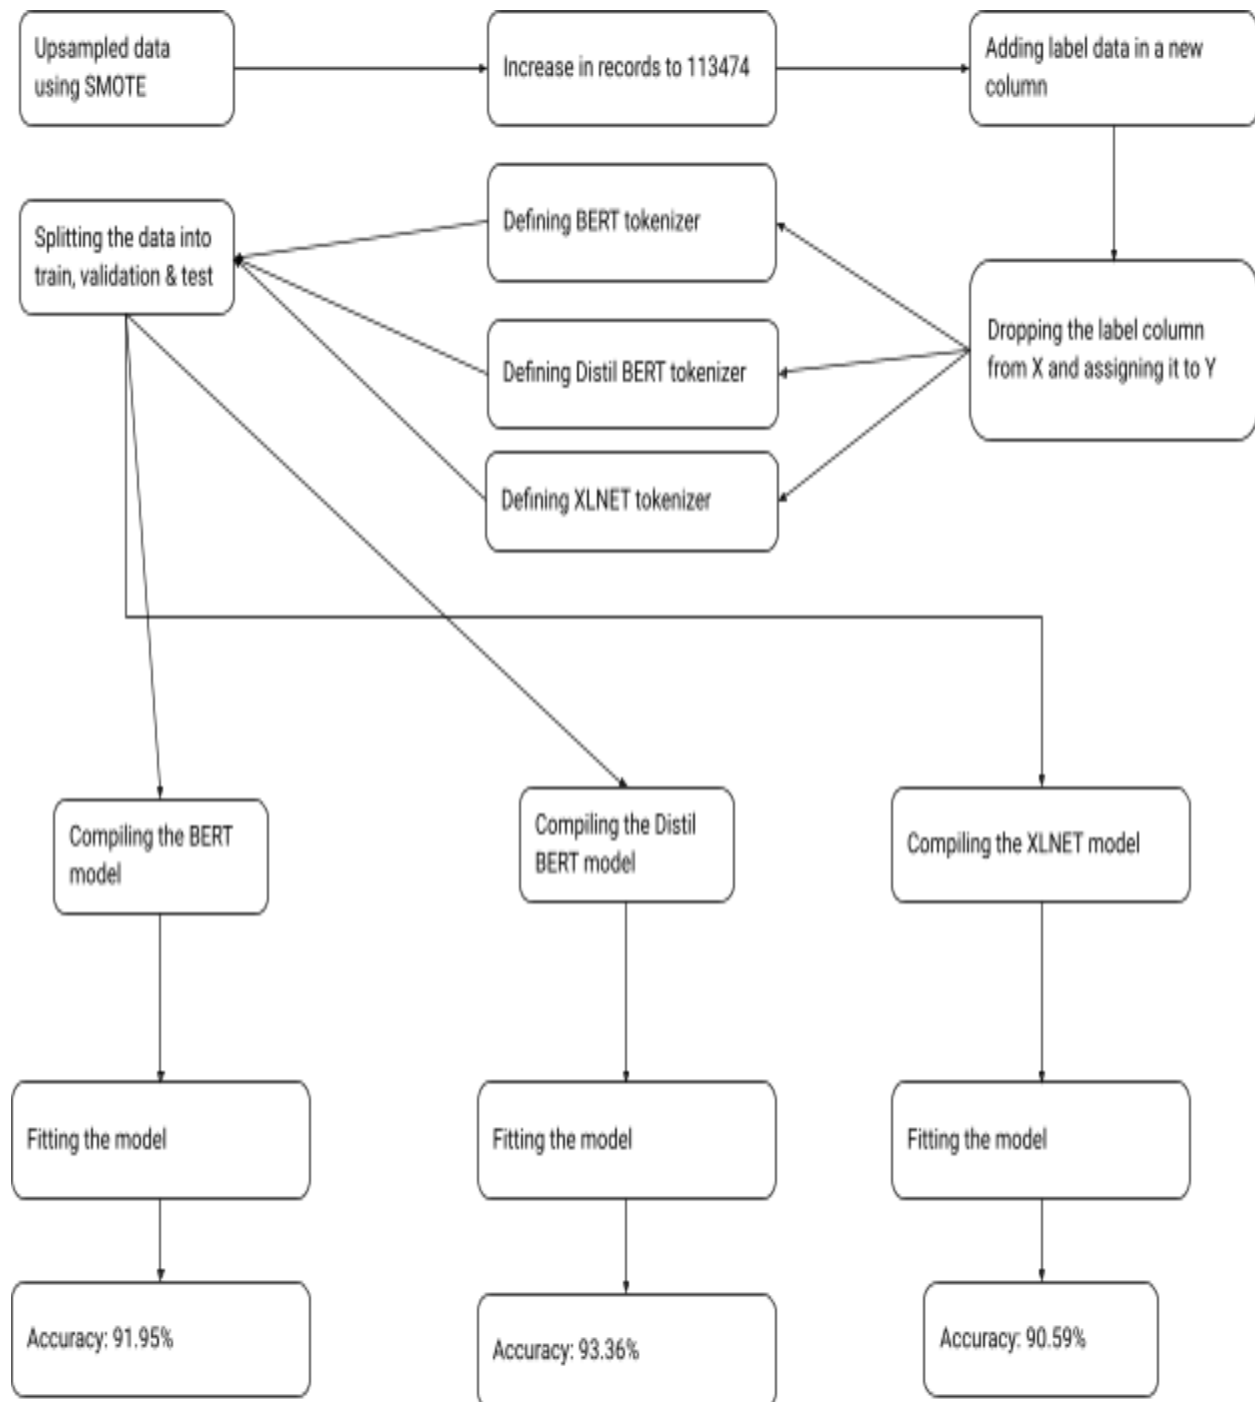 Upsampled data
using SMOTE
Increase in records to 113474
Adding label data in a new
column
Defining BERT tokenizer
Splitting the data into
train, validation & test
Dropping the label column
from X and assigning it to Y
Defining Distil BERT tokenizer
Defining XLNET tokenizer
Compiling the BERT
model
Compiling the Distil
BERT model
Compiling the XLNET model
Fitting the model
Fitting the model
Fitting the model
Accuracy: 91.95%
Accuracy: 93.36%
Accuracy: 90.59%